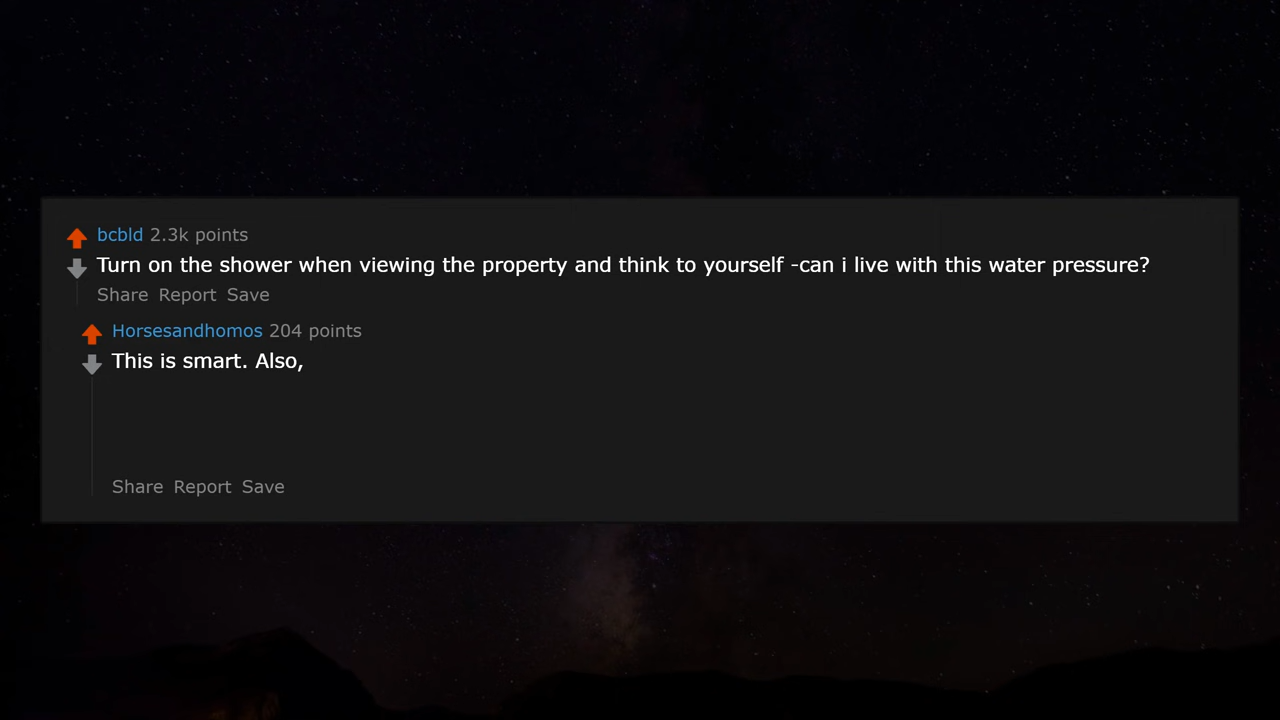 bcbld 2.3k points
Turn on the shower when viewing the property and think to yourself -can i live with this water pressure?
Share Report Save
Horsesandhomos 204 points
This is smart. Also,
Share Report Save